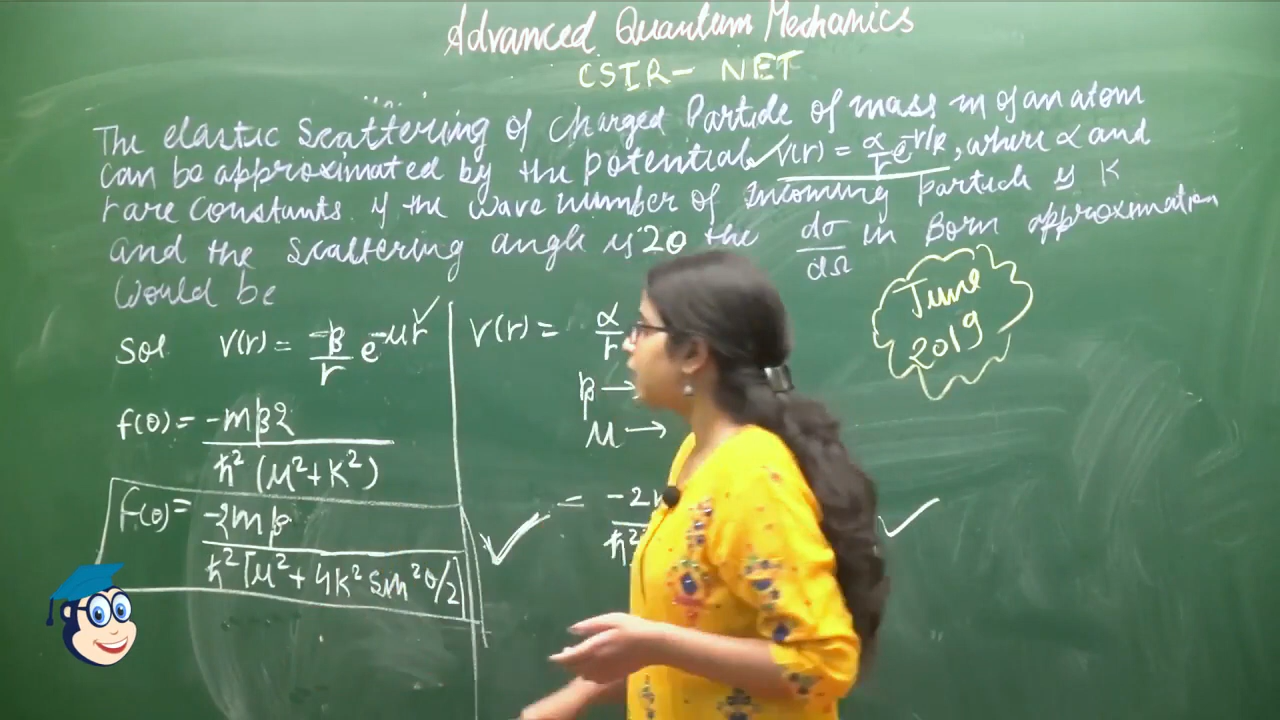 Advanced Quantum Mechanics
CSIR- NET
The elastic Scattering of Charged Particle of mass m of an atom
can be approximated by the potential ✓V(r) = α/r e^-r/R, where α and
r are constants. if the wave number of incoming particle is K
and the scattering angle is 2θ the dσ/dΩ in Born approximation
would be
June
2019
Sol V(r) = -β/r e^-μr ✓
f(θ) = -mβ2 / ħ² (μ²+K²)
f(θ) = -2mβ / ħ² [μ² + 4K² sin²θ/2]
V(r) = α/r
β →
μ →
✓ = -2 / ħ² ✓